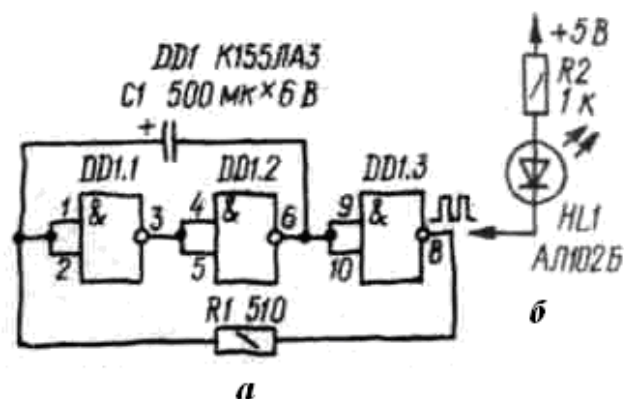 DD1 К155ЛА3
C1 500 мк×6 В
+
DD1.1
DD1.2
DD1.3
1
&
2
3
4
&
5
6
9
&
10
8
R1 510
а
+5 В
R2
1 к
HL1
АЛ102Б
б